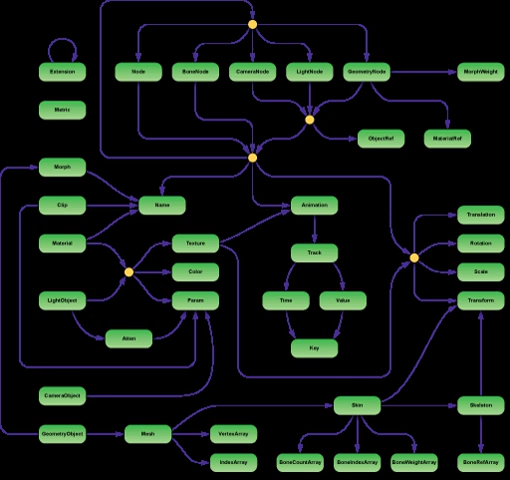 Extension
Node
BoneNode
CameraNode
LightNode
GeometryNode
MorphWeight
Metric
ObjectRef
MaterialRef
Morph
Clip
Name
Animation
Translation
Material
Texture
Track
Rotation
Color
Scale
LightObject
Param
Time
Value
Transform
Atten
Key
CameraObject
Skin
Skeleton
GeometryObject
Mesh
VertexArray
IndexArray
BoneCountArray
BoneIndexArray
BoneWeightArray
BoneRefArray